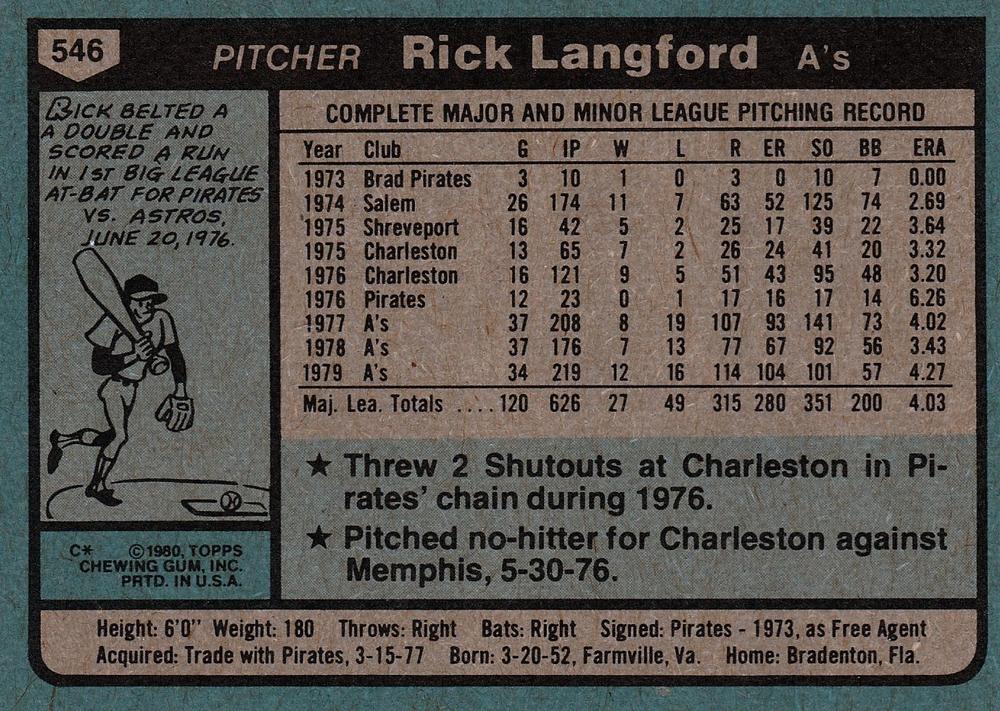 546
PITCHER Rick Langford A's
RICK BELTED A
A DOUBLE AND
SCORED A RUN
IN 1ST BIG LEAGUE
AT-BAT FOR PIRATES
VS. ASTROS,
JUNE 20, 1976.
COMPLETE MAJOR AND MINOR LEAGUE PITCHING RECORD
Year Club G IP W L R ER SO BB ERA
1973 Brad Pirates 3 10 1 0 3 0 10 7 0.00
1974 Salem 26 174 11 7 63 52 125 74 2.69
1975 Shreveport 16 42 5 2 25 17 39 22 3.64
1975 Charleston 13 65 7 2 26 24 41 20 3.32
1976 Charleston 16 121 9 5 51 43 95 48 3.20
1976 Pirates 12 23 0 1 17 16 17 14 6.26
1977 A's 37 208 8 19 107 93 141 73 4.02
1978 A's 37 176 7 13 77 67 92 56 3.43
1979 A's 34 219 12 16 114 104 101 57 4.27
Maj. Lea. Totals ....120 626 27 49 315 280 351 200 4.03
★ Threw 2 Shutouts at Charleston in Pi-
rates' chain during 1976.
★ Pitched no-hitter for Charleston against
Memphis, 5-30-76.
C* ©1980, TOPPS
CHEWING GUM, INC.
PRTD. IN U.S.A.
Height: 6'0" Weight: 180 Throws: Right Bats: Right Signed: Pirates - 1973, as Free Agent
Acquired: Trade with Pirates, 3-15-77 Born: 3-20-52, Farmville, Va. Home: Bradenton, Fla.